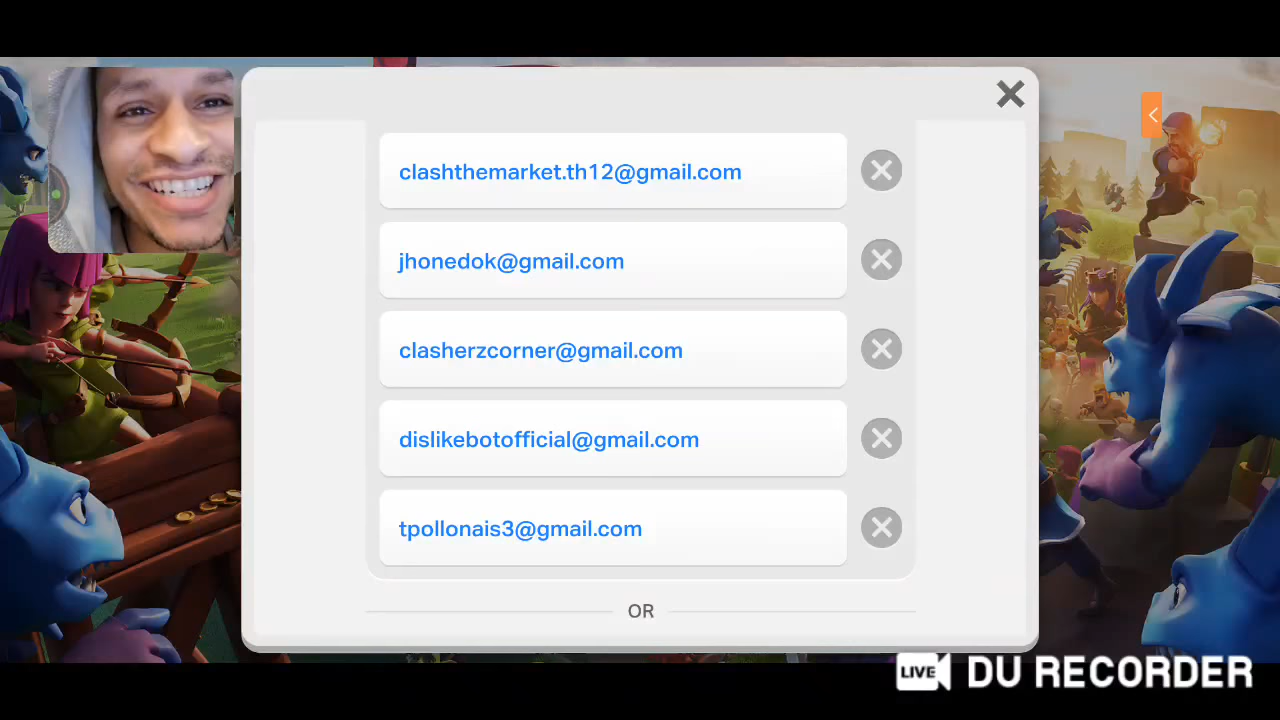 clashthemarket.th12@gmail.com
jhonedok@gmail.com
clasherzcorner@gmail.com
dislikebotofficial@gmail.com
tpollonais3@gmail.com
OR
LIVE DU RECORDER